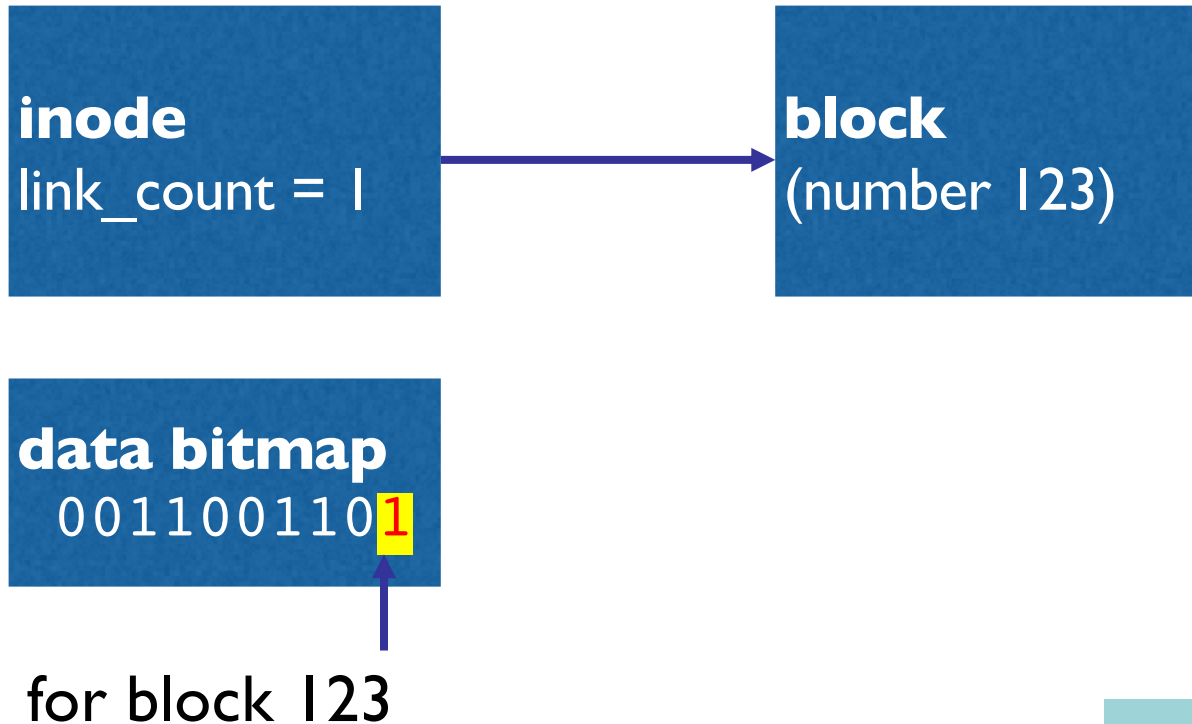 inode
link_count = 1
block
(number 123)
data bitmap
0011001101
for block 123